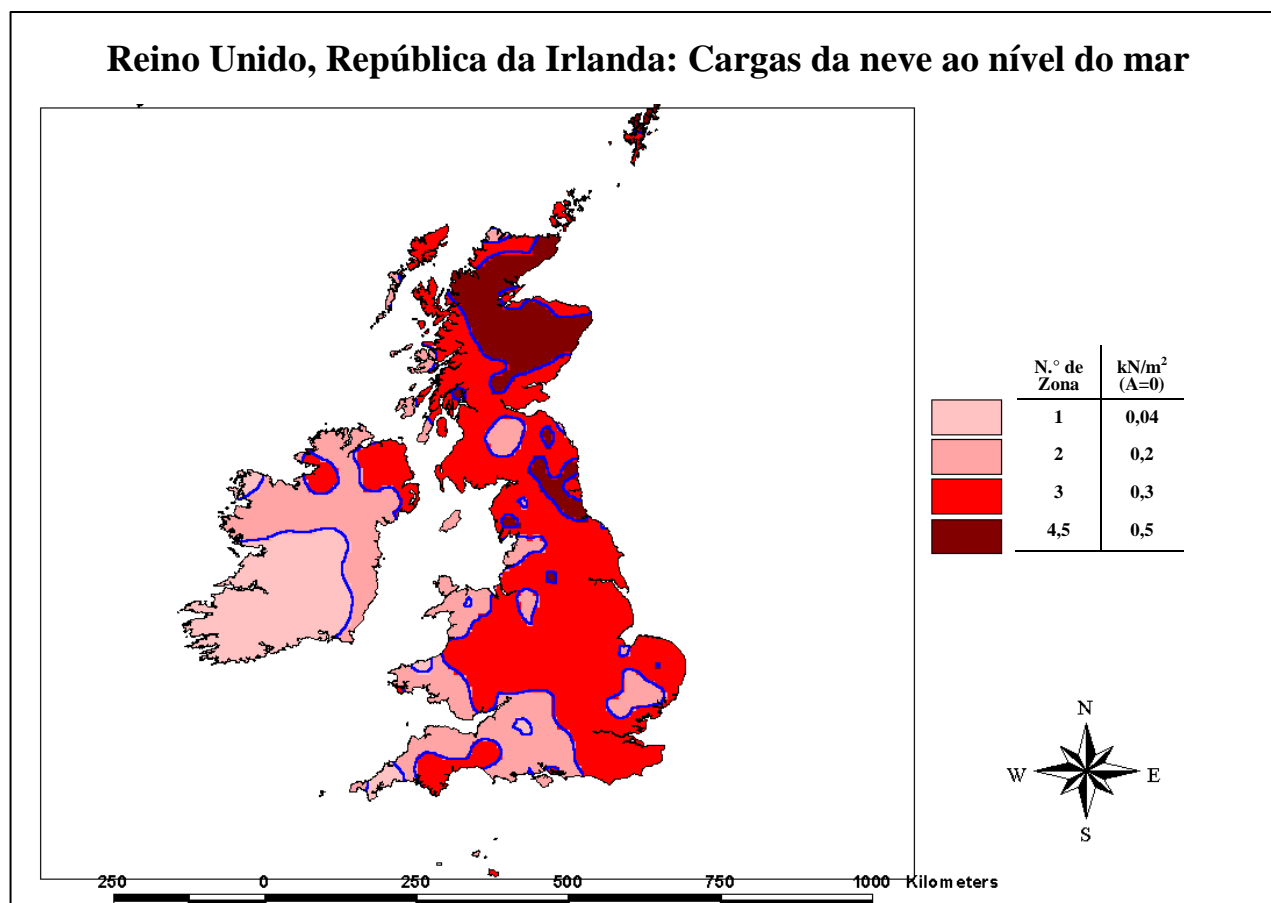 Reino Unido, República da Irlanda: Cargas da neve ao nível do mar
N.° de Zona kN/m² (A=0)
1 0,04
2 0,2
3 0,3
4,5 0,5
N
W E
S
250 0 250 500 750 1000 Kilometers